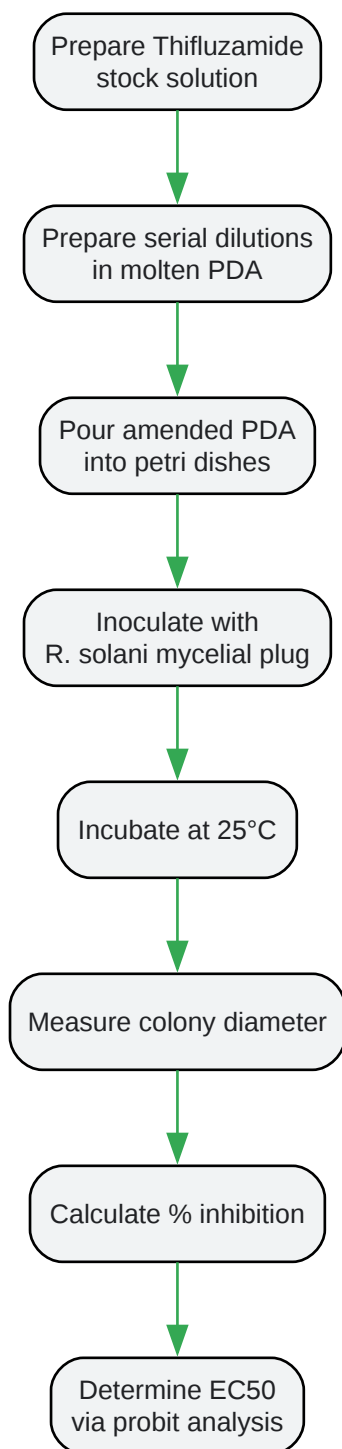 Prepare Thifluzamide
stock solution
Prepare serial dilutions
in molten PDA
Pour amended PDA
into petri dishes
Inoculate with
R. solani mycelial plug
Incubate at 25°C
Measure colony diameter
Calculate % inhibition
Determine EC50
via probit analysis